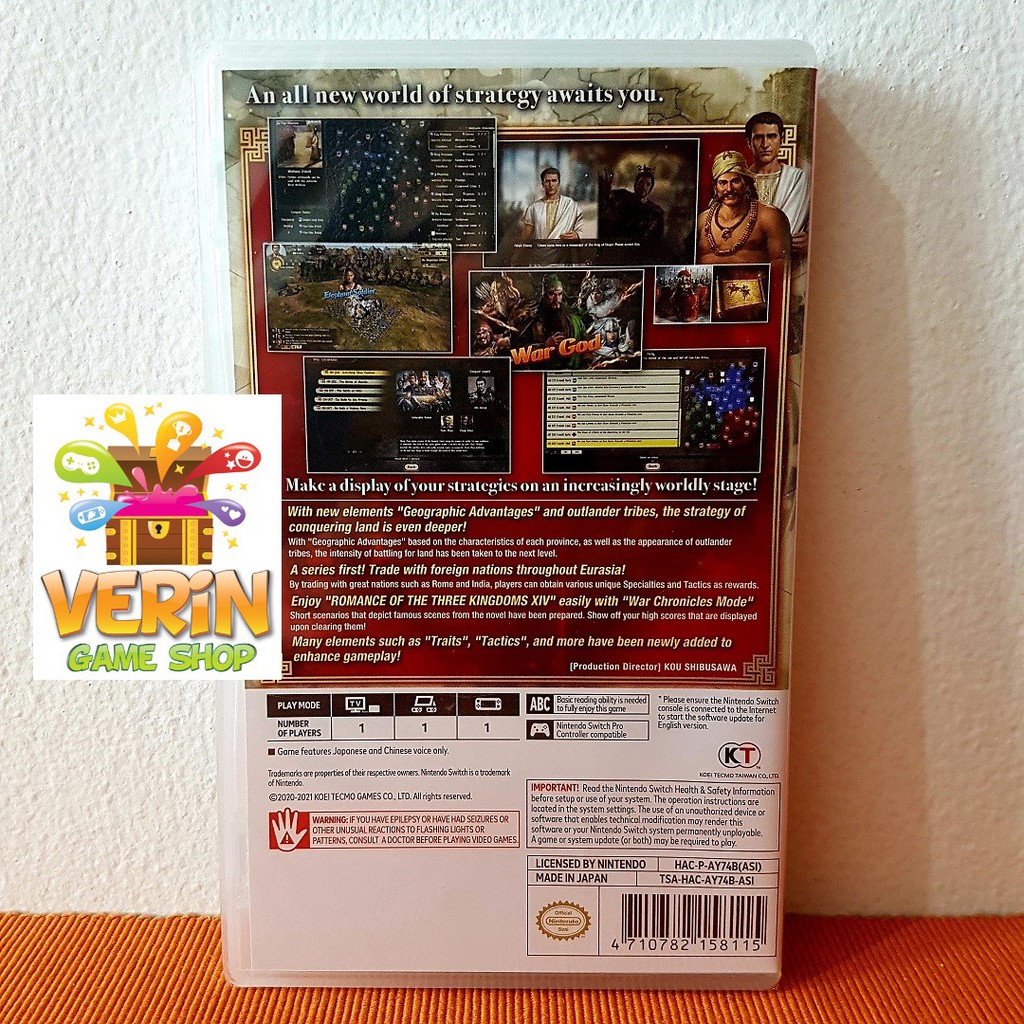 An all new world of strategy awaits you.
Elephant Soldier
War God
Back
Back
Make a display of your strategies on an increasingly worldly stage!
With new elements "Geographic Advantages" and outlander tribes, the strategy of
conquering land is even deeper!
With "Geographic Advantages" based on the characteristics of each province, as well as the appearance of outlander
tribes, the intensity of battling for land has been taken to the next level.
A series first! Trade with foreign nations throughout Eurasia!
By trading with great nations such as Rome and India, players can obtain various unique Specialties and Tactics as rewards.
Enjoy "ROMANCE OF THE THREE KINGDOMS XIV" easily with "War Chronicles Mode"
Short scenarios that depict famous scenes from the novel have been prepared. Show off your high scores that are displayed
upon clearing them!
Many elements such as "Traits", "Tactics", and more have been newly added to
enhance gameplay!
[Production Director] KOU SHIBUSAWA
VERiN
GAME SHOP
PLAY MODE
TV
NUMBER
OF PLAYERS
1
1
1
ABC
Basic reading ability is needed
to fully enjoy this game
Nintendo Switch Pro
Controller compatible
* Please ensure the Nintendo Switch
console is connected to the Internet
to start the software update for
English version.
■ Game features Japanese and Chinese voice only.
KT
KOEI TECMO TAIWAN CO., LTD.
Trademarks are properties of their respective owners. Nintendo Switch is a trademark
of Nintendo.
©2020-2021 KOEI TECMO GAMES CO., LTD. All rights reserved.
WARNING: IF YOU HAVE EPILEPSY OR HAVE HAD SEIZURES OR
OTHER UNUSUAL REACTIONS TO FLASHING LIGHTS OR
PATTERNS, CONSULT A DOCTOR BEFORE PLAYING VIDEO GAMES.
IMPORTANT! Read the Nintendo Switch Health & Safety Information
before setup or use of your system. The operation instructions are
located in the system settings. The use of an unauthorized device or
software that enables technical modification may render this
software or your Nintendo Switch system permanently unplayable.
A game or system update (or both) may be required to play.
LICENSED BY NINTENDO
HAC-P-AY74B(ASI)
MADE IN JAPAN
TSA-HAC-AY74B-ASI
Official
Nintendo
Seal
4 710782 158115